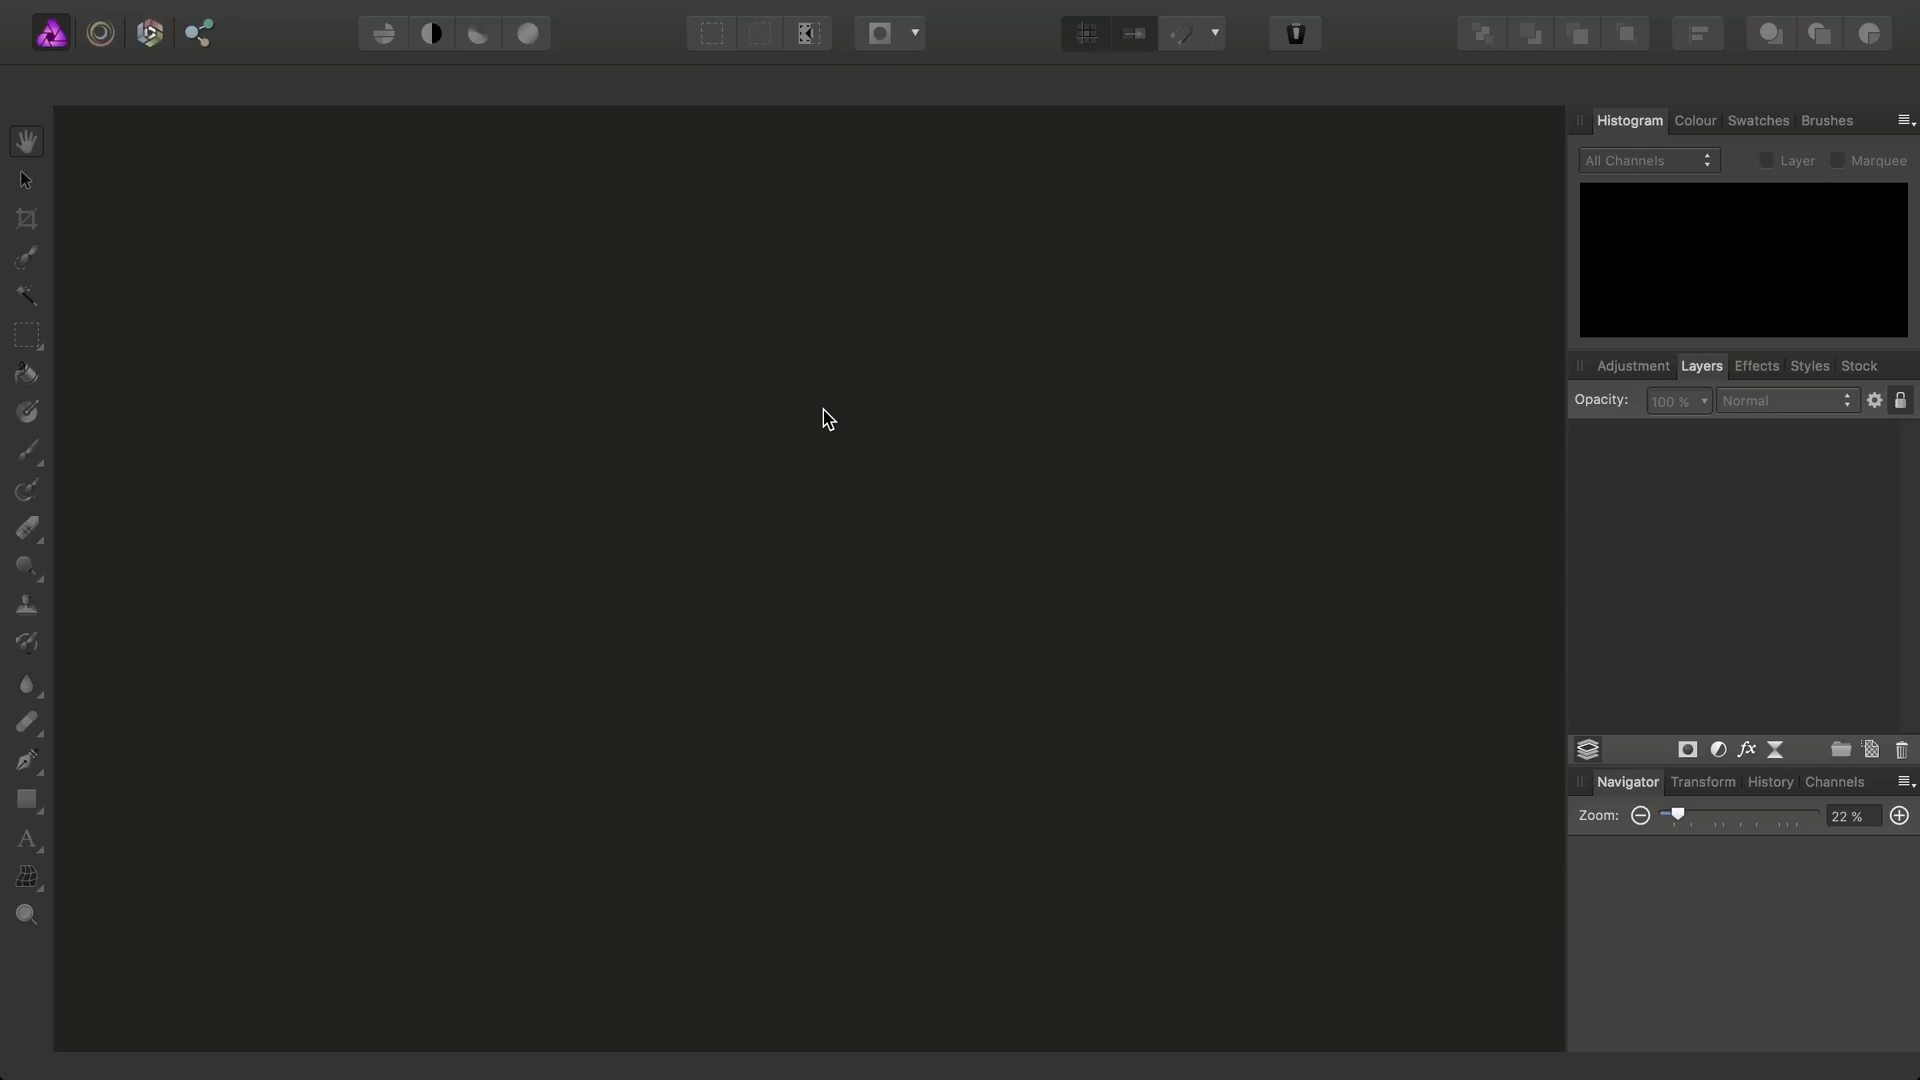 Histogram Colour Swatches Brushes
All Channels Layer Marquee
Adjustment Layers Effects Styles Stock
Opacity: 100 % Normal
fx
Navigator Transform History Channels
Zoom: 22 %
A